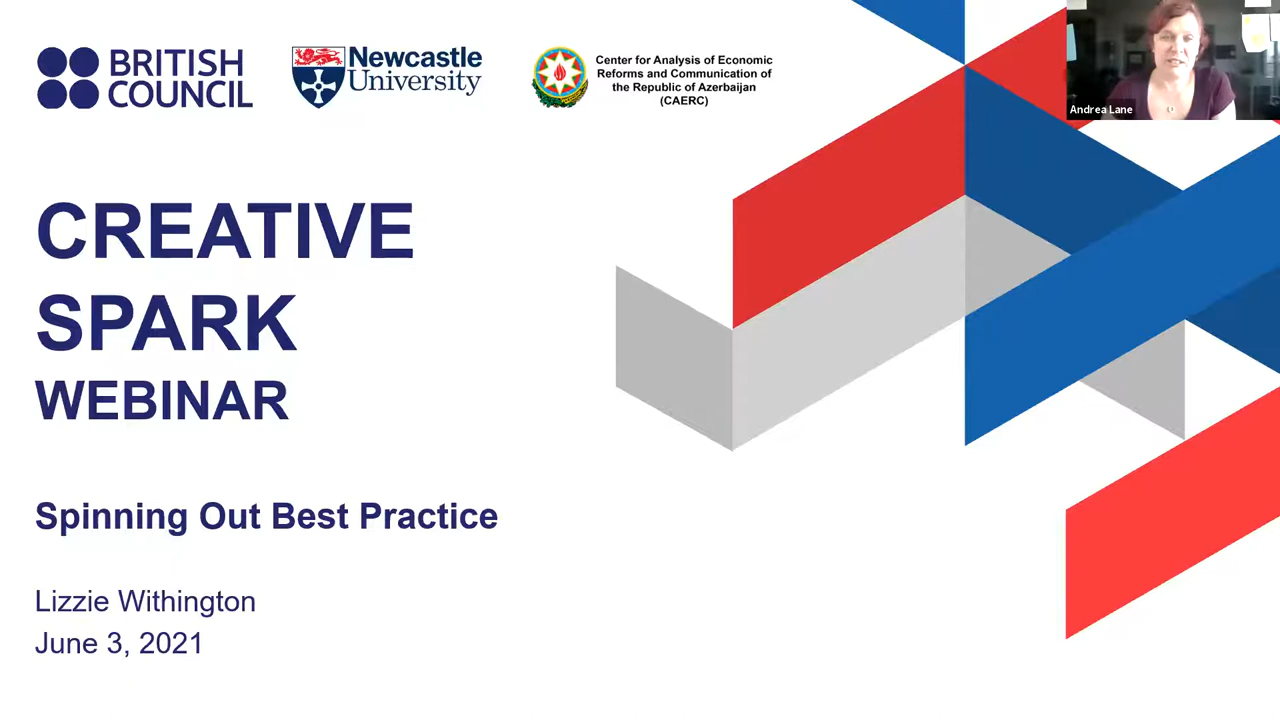 BRITISH
COUNCIL
Newcastle
University
Center for Analysis of Economic
Reforms and Communication of
the Republic of Azerbaijan
(CAERC)
Andrea Lane
CREATIVE
SPARK
WEBINAR
Spinning Out Best Practice
Lizzie Withington
June 3, 2021